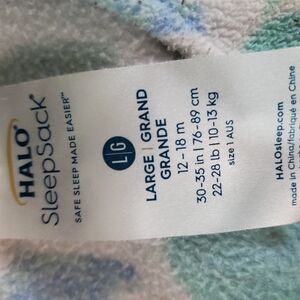 HALO®
SleepSack®
SAFE SLEEP MADE EASIER™
L|G
LARGE | GRAND
GRANDE
12 - 18 m
30-35 in | 76-89 cm
22-28 lb | 10-13 kg
size 1 AUS
HALOsleep.com
made in China/fabriqué en Chine